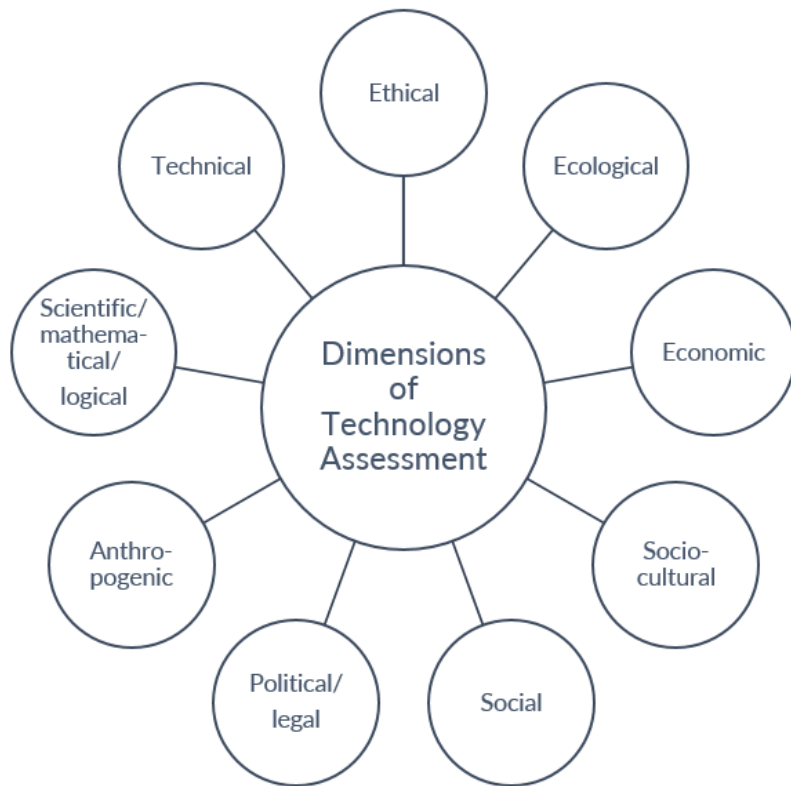 Ethical
Technical
Ecological
Scientific/
mathema-
tical/
logical
Dimensions
of
Technology
Assessment
Economic
Anthro-
pogenic
Socio-
cultural
Political/
legal
Social